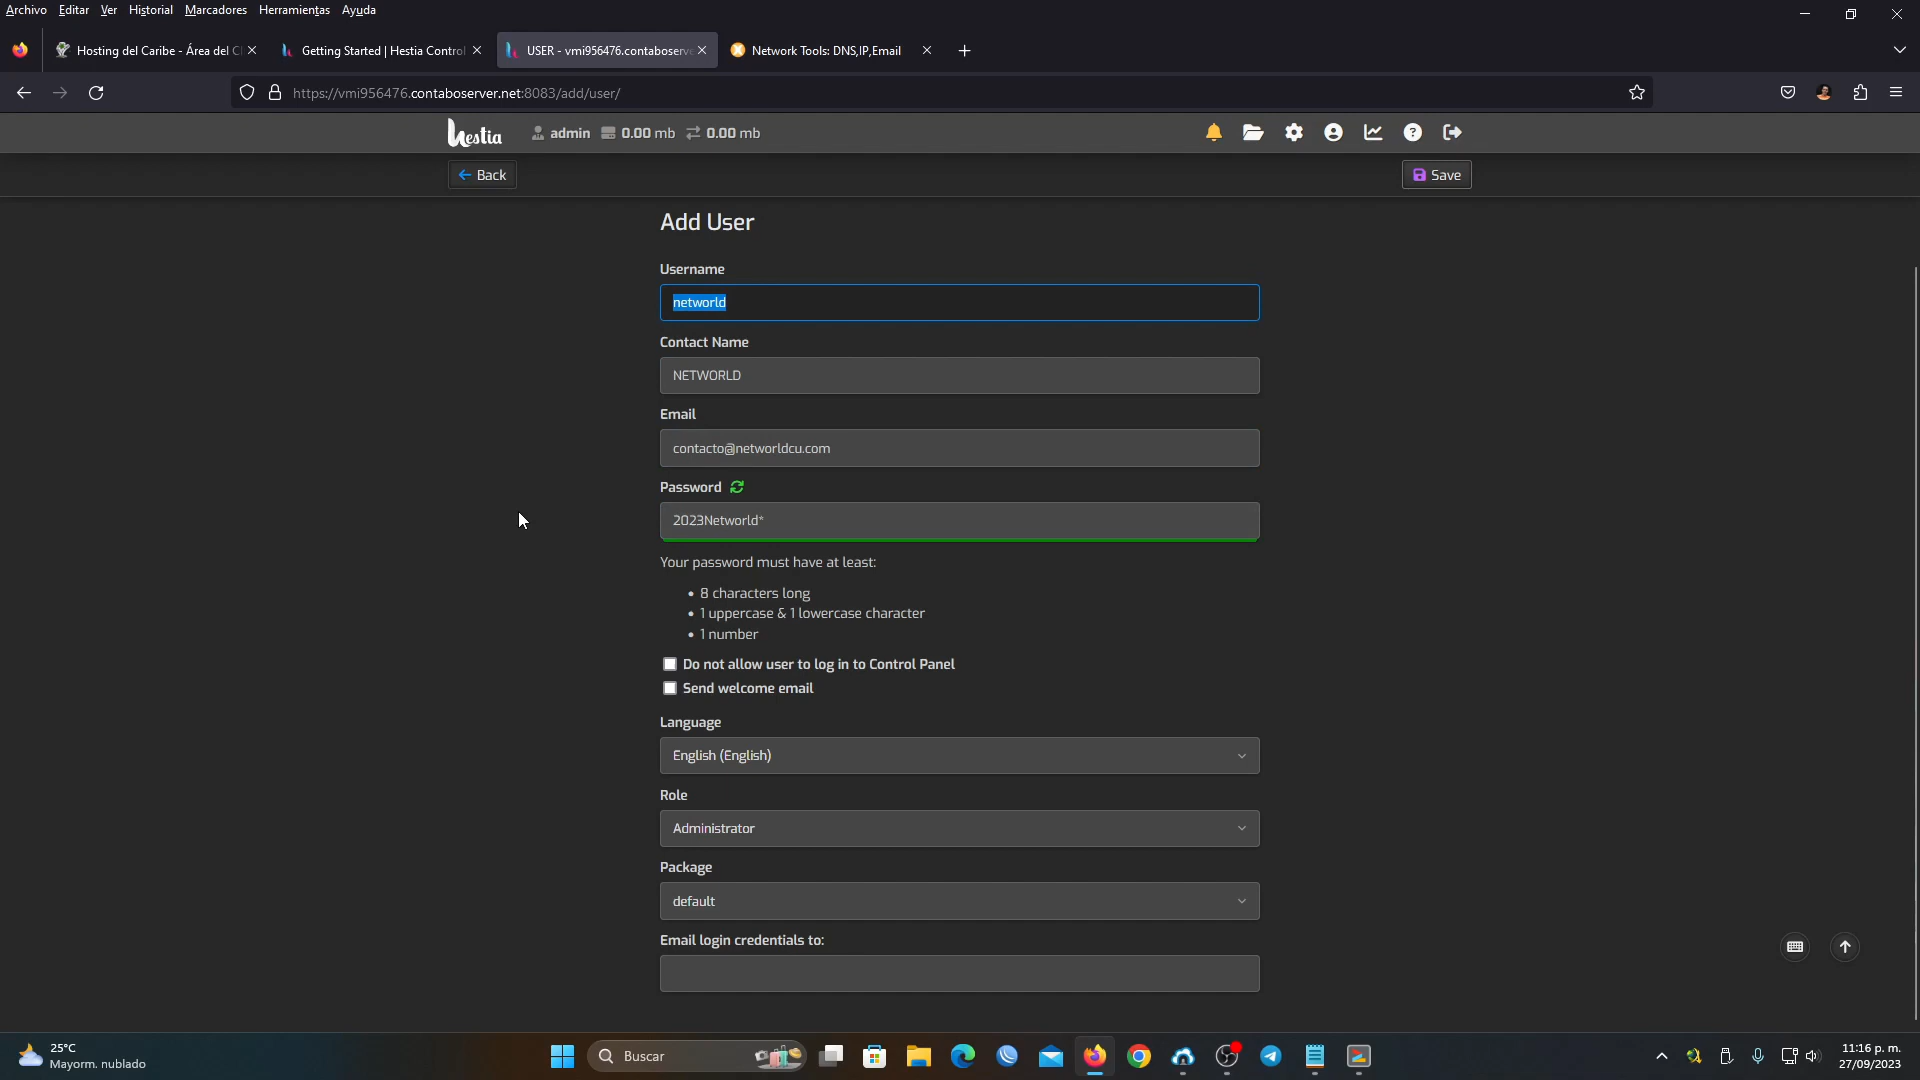 Archivo Editar Ver Historial Marcadores Herramientas Ayuda
Hosting del Caribe - Área del Cl
Getting Started | Hestia Control
USER - vmi956476.contaboserve
Network Tools: DNS,IP,Email
https://vmi956476.contaboserver.net:8083/add/user/
Hestia admin 0.00 mb 0.00 mb
Back
Save
Add User
Username
networld
Contact Name
NETWORLD
Email
contacto@networldcu.com
Password
2023Networld*
Your password must have at least:
• 8 characters long
• 1 uppercase & 1 lowercase character
• 1 number
Do not allow user to log in to Control Panel
Send welcome email
Language
English (English)
Role
Administrator
Package
default
Email login credentials to:
25°C
Mayorm. nublado
Buscar
11:16 p. m.
27/09/2023